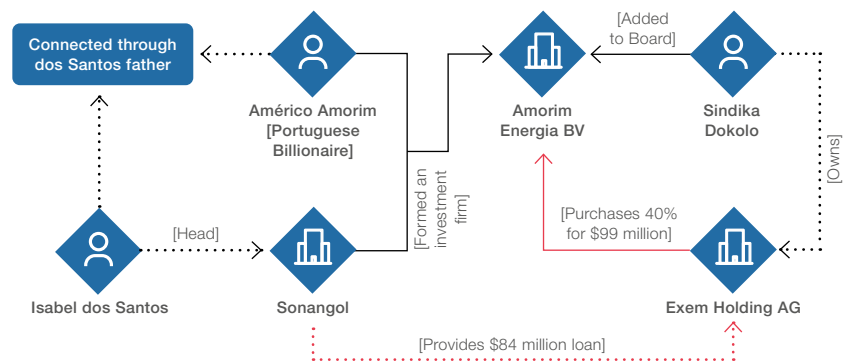 Connected through
dos Santos father
Américo Amorim
[Portuguese
Billionaire]
[Added
to Board]
Amorim
Energia BV
Sindika
Dokolo
[Owns]
[Formed an
investment
firm]
[Purchases 40%
for $99 million]
[Head]
Isabel dos Santos
Sonangol
Exem Holding AG
[Provides $84 million loan]